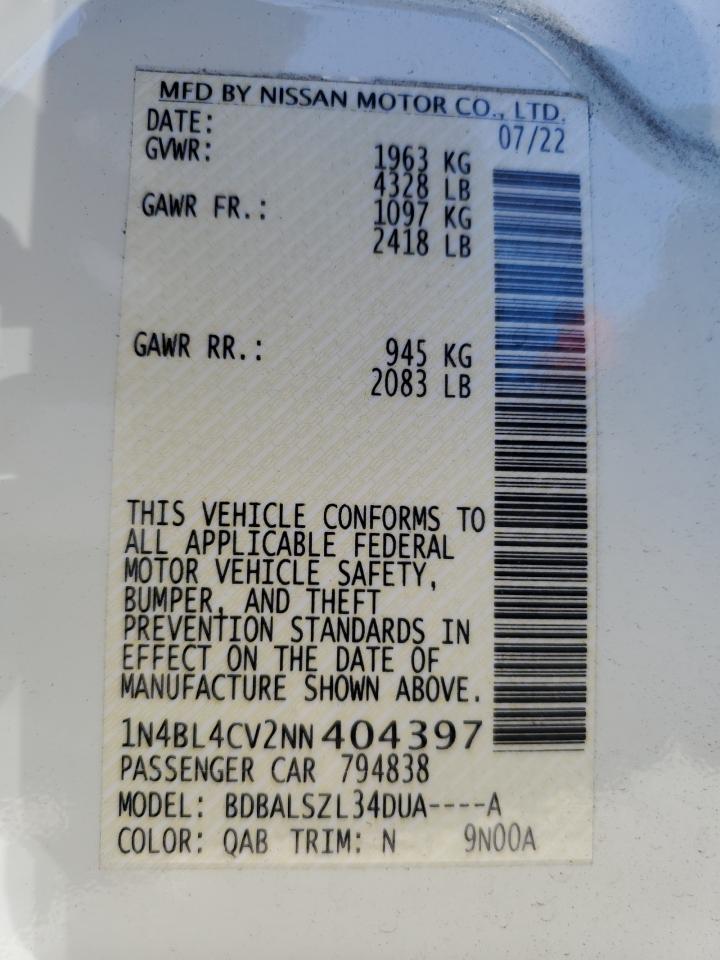 MFD BY NISSAN MOTOR CO., LTD.
DATE: 07/22
GVWR: 1963 KG
4328 LB
GAWR FR.: 1097 KG
2418 LB
GAWR RR.: 945 KG
2083 LB
THIS VEHICLE CONFORMS TO
ALL APPLICABLE FEDERAL
MOTOR VEHICLE SAFETY,
BUMPER, AND THEFT
PREVENTION STANDARDS IN
EFFECT ON THE DATE OF
MANUFACTURE SHOWN ABOVE.
1N4BL4CV2NN404397
PASSENGER CAR 794838
MODEL: BDBALSZL34DUA----A
COLOR: QAB TRIM: N 9N00A